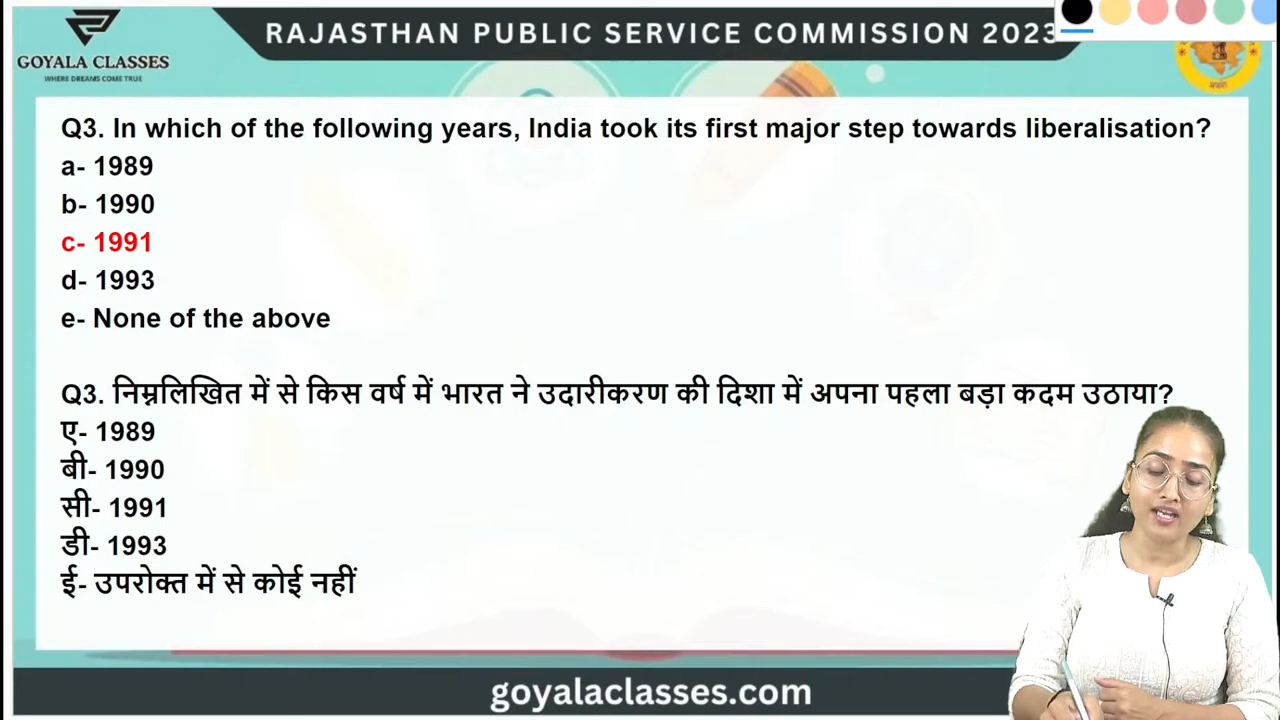 GOYALA CLASSES
WHERE DREAMS COME TRUE
RAJASTHAN PUBLIC SERVICE COMMISSION 2023
Q3. In which of the following years, India took its first major step towards liberalisation?
a- 1989
b- 1990
c- 1991
d- 1993
e- None of the above
Q3. निम्नलिखित में से किस वर्ष में भारत ने उदारीकरण की दिशा में अपना पहला बड़ा कदम उठाया?
ए- 1989
बी- 1990
सी- 1991
डी- 1993
ई- उपरोक्त में से कोई नहीं
goyalaclasses.com